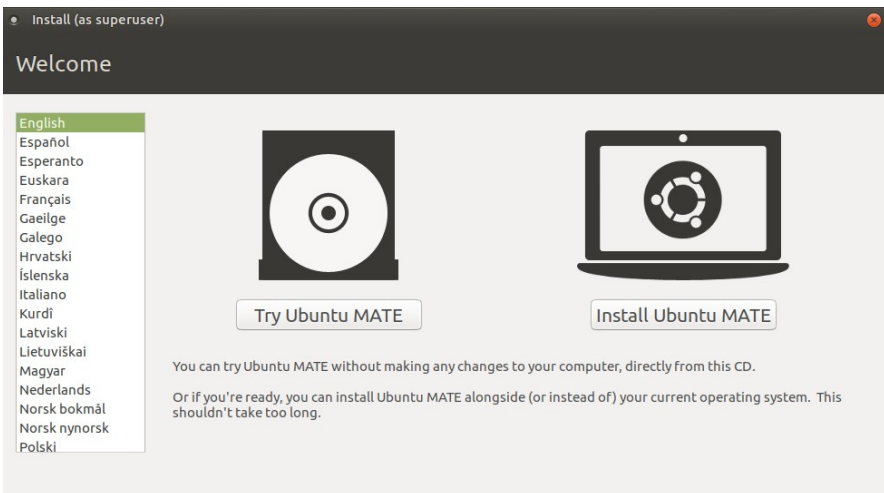 Install (as superuser)
Welcome
English
Español
Esperanto
Euskara
Français
Gaeilge
Galego
Hrvatski
Íslenska
Italiano
Kurdî
Latviski
Lietuviškai
Magyar
Nederlands
Norsk bokmål
Norsk nynorsk
Polski
Try Ubuntu MATE
Install Ubuntu MATE
You can try Ubuntu MATE without making any changes to your computer, directly from this CD.
Or if you're ready, you can install Ubuntu MATE alongside (or instead of) your current operating system. This
shouldn't take too long.